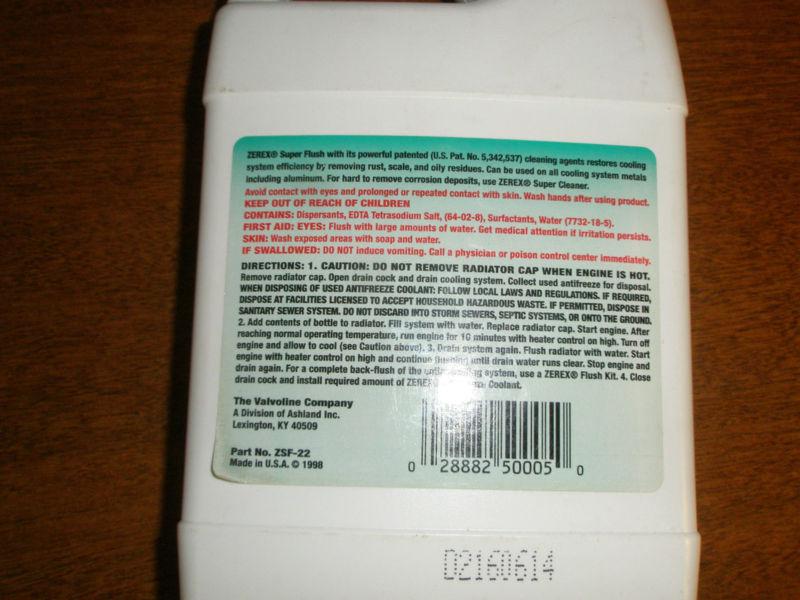 ZEREX® Super Flush with its powerful patented (U.S. Pat. No. 5,342,537) cleaning agents restores cooling
system efficiency by removing rust, scale, and oily residues. Can be used on all cooling system metals
including aluminum. For hard to remove corrosion deposits, use ZEREX® Super Cleaner.
Avoid contact with eyes and prolonged or repeated contact with skin. Wash hands after using product.
KEEP OUT OF REACH OF CHILDREN
CONTAINS: Dispersants, EDTA Tetrasodium Salt, (64-02-8), Surfactants, Water (7732-18-5).
FIRST AID: EYES: Flush with large amounts of water. Get medical attention if irritation persists.
SKIN: Wash exposed areas with soap and water.
IF SWALLOWED: DO NOT induce vomiting. Call a physician or poison control center immediately.
DIRECTIONS: 1. CAUTION: DO NOT REMOVE RADIATOR CAP WHEN ENGINE IS HOT.
Remove radiator cap. Open drain cock and drain cooling system. Collect used antifreeze for disposal.
WHEN DISPOSING OF USED ANTIFREEZE COOLANT: FOLLOW LOCAL LAWS AND REGULATIONS. IF REQUIRED,
DISPOSE AT FACILITIES LICENSED TO ACCEPT HOUSEHOLD HAZARDOUS WASTE. IF PERMITTED, DISPOSE IN
SANITARY SEWER SYSTEM. DO NOT DISCARD INTO STORM SEWERS, SEPTIC SYSTEMS, OR ONTO THE GROUND.
2. Add contents of bottle to radiator. Fill system with water. Replace radiator cap. Start engine. After
reaching normal operating temperature, run engine for 10 minutes with heater control on high. Turn off
engine and allow to cool (see Caution above). 3. Drain system again. Flush radiator with water. Start
engine with heater control on high and continue flushing until drain water runs clear. Stop engine and
drain again. For a complete back-flush of the entire cooling system, use a ZEREX® Flush Kit. 4. Close
drain cock and install required amount of ZEREX Coolant.
The Valvoline Company
A Division of Ashland Inc.
Lexington, KY 40509
Part No. ZSF-22
Made in U.S.A. © 1998
0 28882 50005 0
D2160614